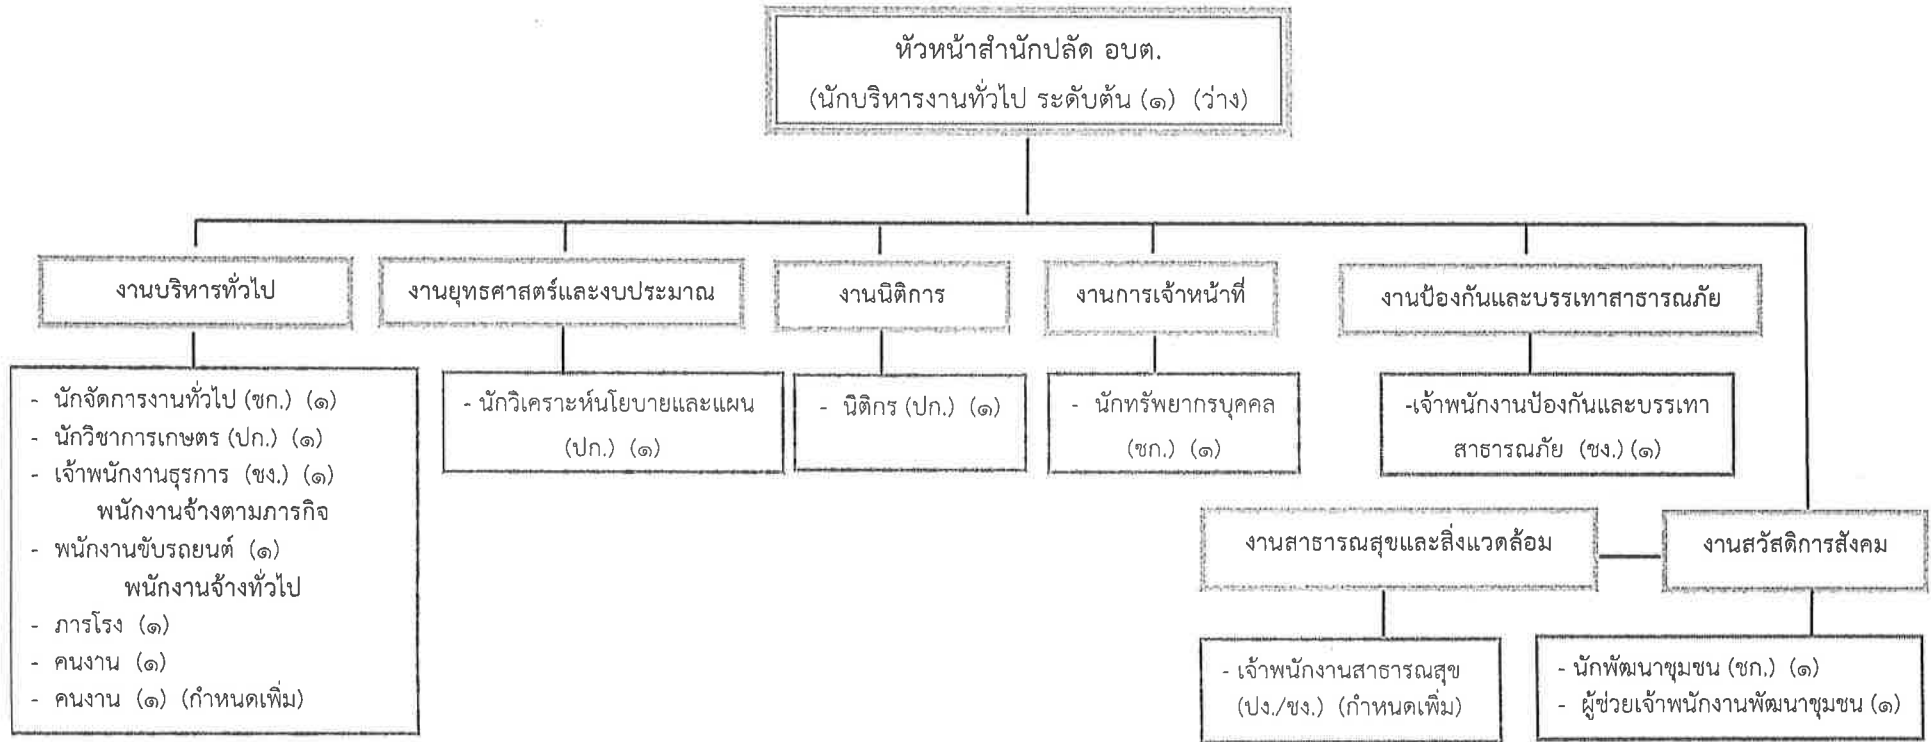 หัวหน้าสำนักปลัด อบต.
(นักบริหารงานทั่วไป ระดับต้น (๑) (ว่าง)
งานบริหารทั่วไป
- นักจัดการงานทั่วไป (ชก.) (๑)
- นักวิชาการเกษตร (ปก.) (๑)
- เจ้าพนักงานธุรการ (ชง.) (๑)
พนักงานจ้างตามภารกิจ
- พนักงานขับรถยนต์ (๑)
พนักงานจ้างทั่วไป
- ภารโรง (๑)
- คนงาน (๑)
- คนงาน (๑) (กำหนดเพิ่ม)
งานยุทธศาสตร์และงบประมาณ
- นักวิเคราะห์นโยบายและแผน
(ปก.) (๑)
งานนิติการ
- นิติกร (ปก.) (๑)
งานการเจ้าหน้าที่
- นักทรัพยากรบุคคล
(ชก.) (๑)
งานป้องกันและบรรเทาสาธารณภัย
-เจ้าพนักงานป้องกันและบรรเทา
สาธารณภัย (ชง.) (๑)
งานสาธารณสุขและสิ่งแวดล้อม
- เจ้าพนักงานสาธารณสุข
(ปง./ชง.) (กำหนดเพิ่ม)
งานสวัสดิการสังคม
- นักพัฒนาชุมชน (ชก.) (๑)
- ผู้ช่วยเจ้าพนักงานพัฒนาชุมชน (๑)